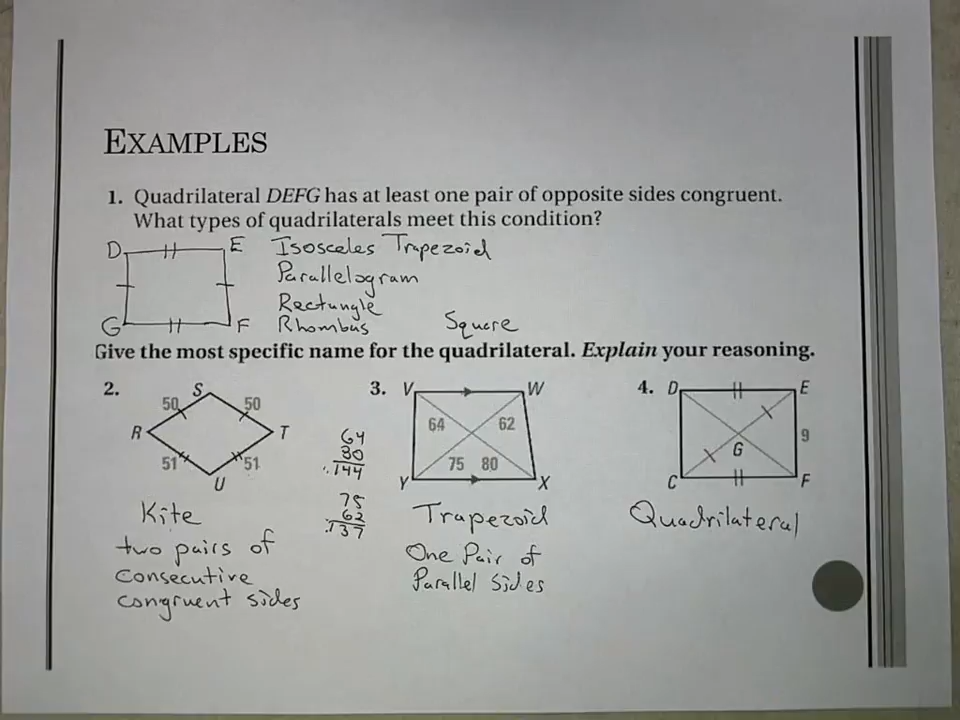 EXAMPLES
1. Quadrilateral DEFG has at least one pair of opposite sides congruent.
What types of quadrilaterals meet this condition?
D E Isosceles Trapezoid
Parallelogram
Rectungle
G F Rhombus Square
Give the most specific name for the quadrilateral. Explain your reasoning.
2. S 50 50 R T 51 51 U
3. V W 64 62 75 80 Y X
4. D E 9 G C F
64
80
144
75
62
137
Kite
two pairs of
consecutive
congruent sides
Trapezoid
One Pair of
Parallel Sides
Quadrilateral